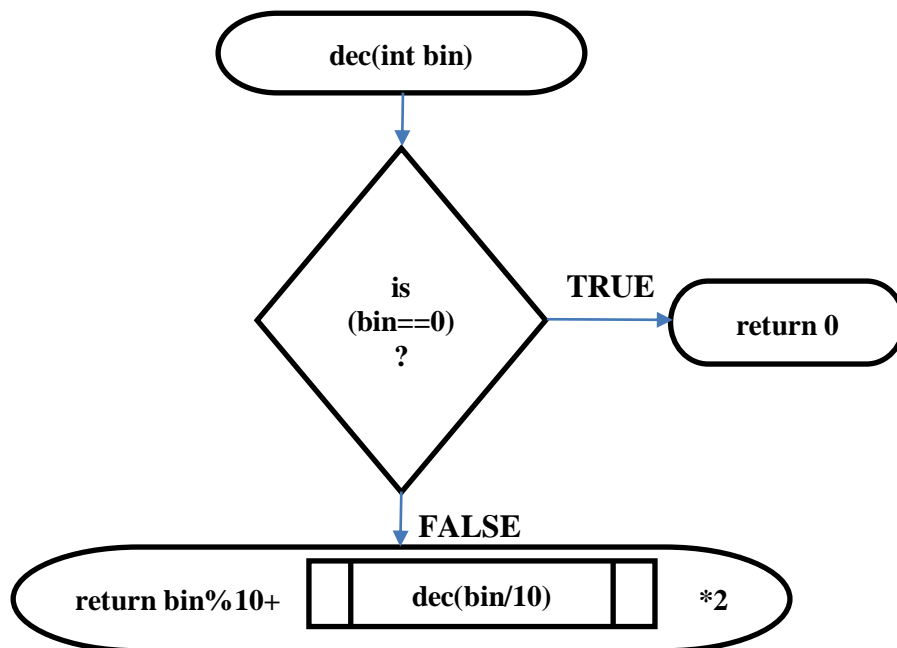 dec(int bin)
is
(bin==0)
?
TRUE
return 0
FALSE
return bin%10+ dec(bin/10) *2